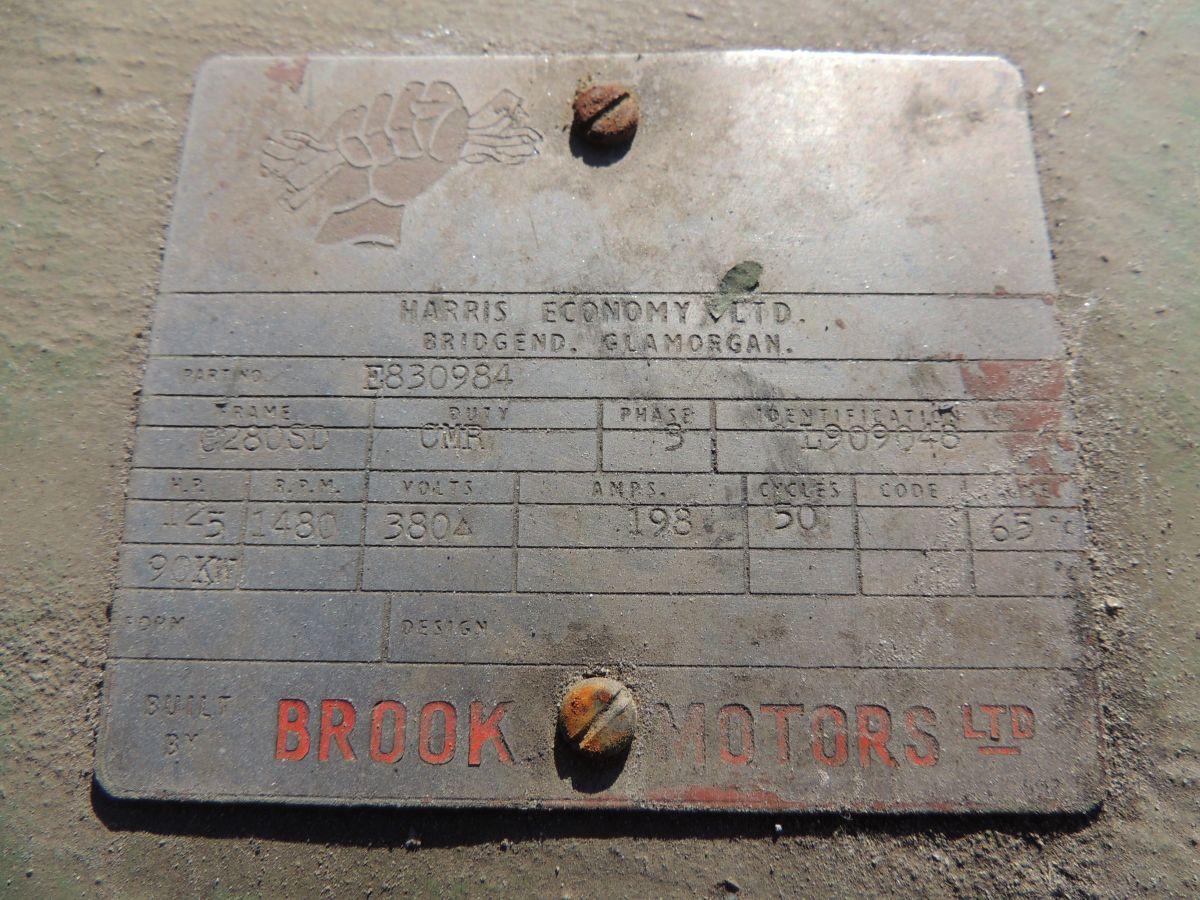 HARRIS ECONOMY LTD.
BRIDGEND. GLAMORGAN.
PART NO. E830984
FRAME DUTY PHASE IDENTIFICATION
C280SD CMR 3 L909048
H.P. R.P.M. VOLTS AMPS. CYCLES CODE RISE
125 1480 380Δ 198 50 65 °C
90KW °C
FORM DESIGN
BUILT BY BROOK MOTORS LTD